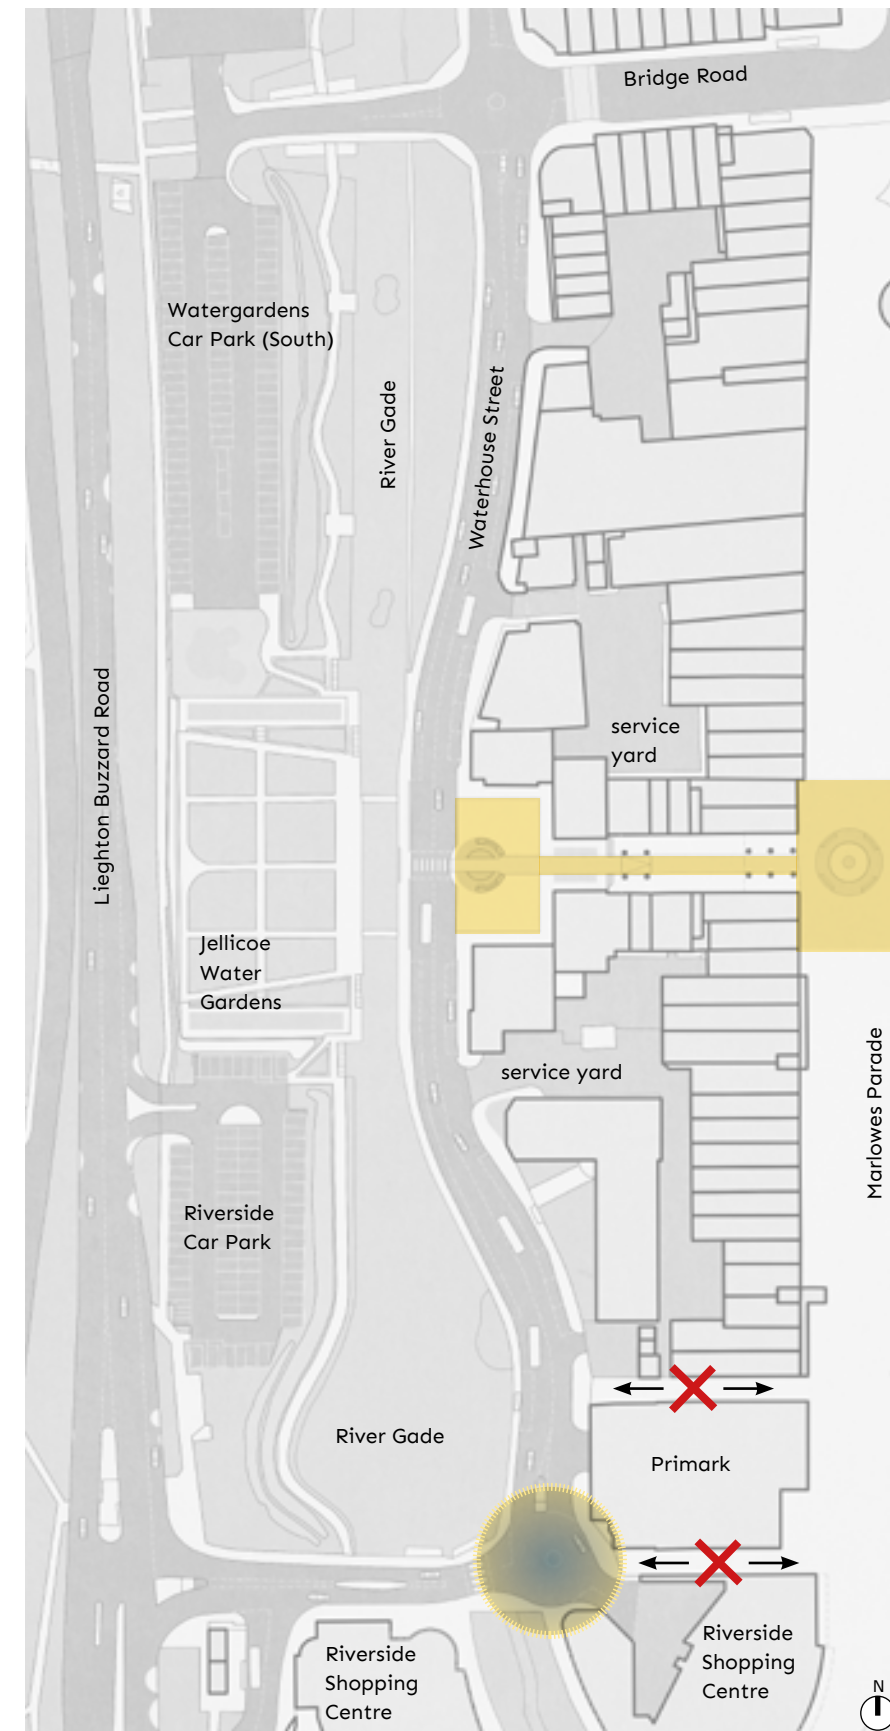 Bridge Road
Watergardens
Car Park (South)
River Gade
Waterhouse Street
Lieghton Buzzard Road
service
yard
Jellicoe
Water
Gardens
service yard
Marlowes Parade
Riverside
Car Park
River Gade
Primark
Riverside
Shopping
Centre
Riverside
Shopping
Centre
N